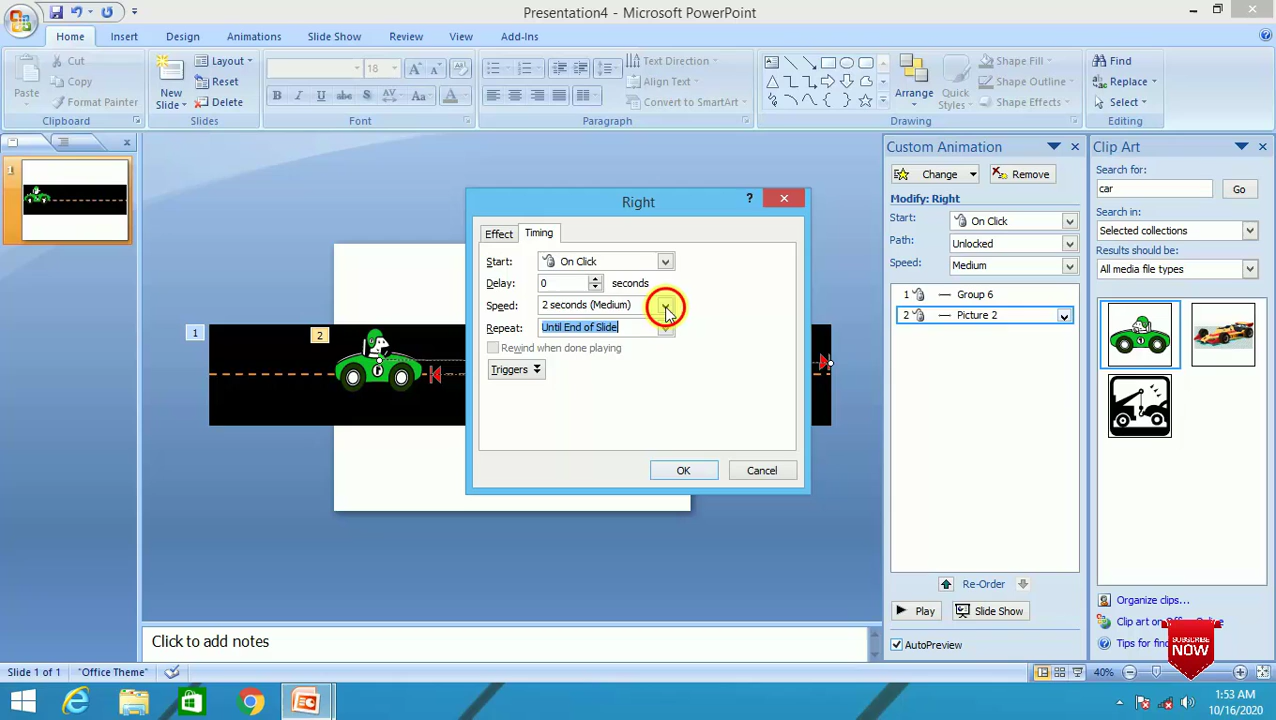 Presentation4 - Microsoft PowerPoint
Home Insert Design Animations Slide Show Review View Add-Ins
Paste
Cut
Copy
Format Painter
Clipboard
New
Slide
Layout
Reset
Delete
Slides
18
B I U abc AV Aa A
Font
Text Direction
Align Text
Convert to SmartArt
Paragraph
Arrange
Quick
Styles
Shape Fill
Shape Outline
Shape Effects
Drawing
Find
Replace
Select
Editing
1
1
2
Right
?
Effect Timing
Start: On Click
Delay: 0 seconds
Speed: 2 seconds (Medium)
Repeat: Until End of Slide
Rewind when done playing
Triggers
OK Cancel
Custom Animation
Change Remove
Modify: Right
Start: On Click
Path: Unlocked
Speed: Medium
1 Group 6
2 Picture 2
Re-Order
Play Slide Show
AutoPreview
Clip Art
Search for:
car Go
Search in:
Selected collections
Results should be:
All media file types
Organize clips...
Clip art on Office Online
Tips for
SUBSCRIBE
NOW
Click to add notes
Slide 1 of 1 "Office Theme" 40%
1:53 AM
10/16/2020